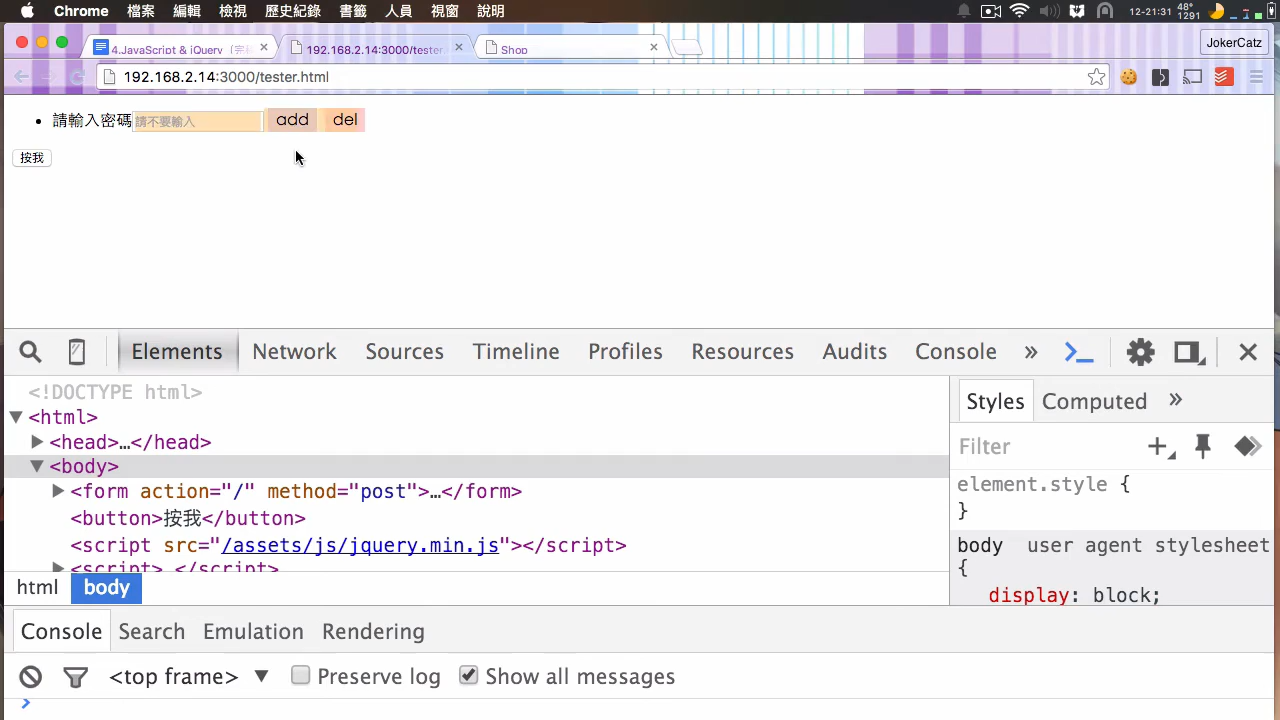 Chrome 檔案 編輯 檢視 歷史紀錄 書籤 人員 視窗 說明 12-21:31 48° 1291
4.JavaScript & jQuery (完 × 192.168.2.14:3000/tester × Shop × JokerCatz
192.168.2.14:3000/tester.html
• 請輸入密碼 請不要輸入 add del
按我
Elements Network Sources Timeline Profiles Resources Audits Console »
<!DOCTYPE html>
▼<html>
▶<head>…</head>
▼<body>
▶<form action="/" method="post">…</form>
<button>按我</button>
<script src="/assets/js/jquery.min.js"></script>
▶<script>…</script>
html body
Styles Computed »
Filter
element.style {
}
body user agent stylesheet
{
display: block;
Console Search Emulation Rendering
<top frame> ▼ Preserve log Show all messages